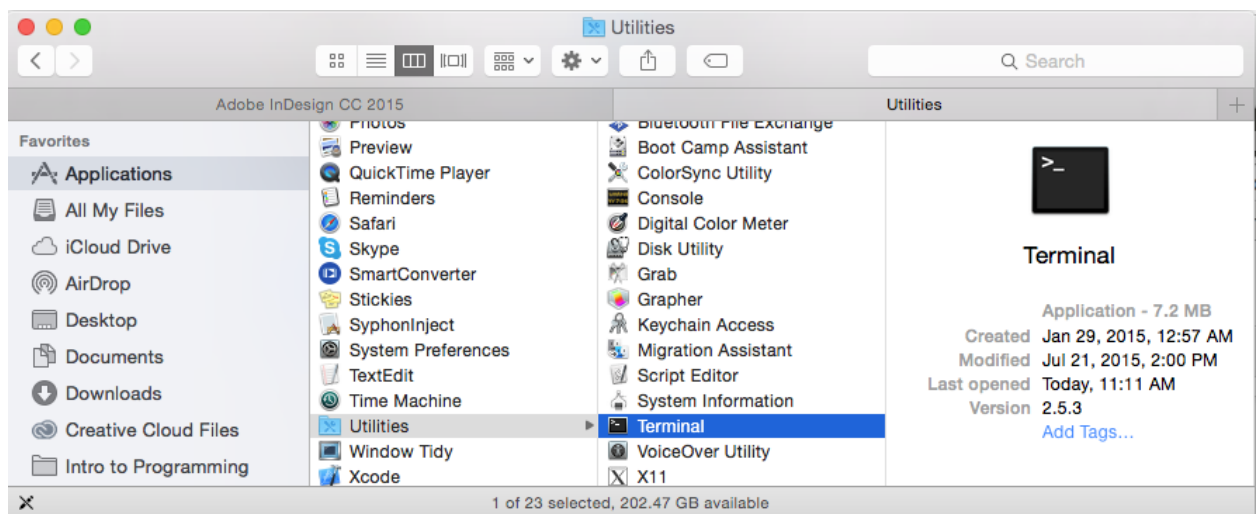 Utilities
Search
Adobe InDesign CC 2015
Utilities
Favorites
Applications
All My Files
iCloud Drive
AirDrop
Desktop
Documents
Downloads
Creative Cloud Files
Intro to Programming
Photos
Preview
QuickTime Player
Reminders
Safari
Skype
SmartConverter
Stickies
SyphonInject
System Preferences
TextEdit
Time Machine
Utilities
Window Tidy
Xcode
Bluetooth File Exchange
Boot Camp Assistant
ColorSync Utility
Console
Digital Color Meter
Disk Utility
Grab
Grapher
Keychain Access
Migration Assistant
Script Editor
System Information
Terminal
VoiceOver Utility
X11
Terminal
Application - 7.2 MB
Created Jan 29, 2015, 12:57 AM
Modified Jul 21, 2015, 2:00 PM
Last opened Today, 11:11 AM
Version 2.5.3
Add Tags...
1 of 23 selected, 202.47 GB available